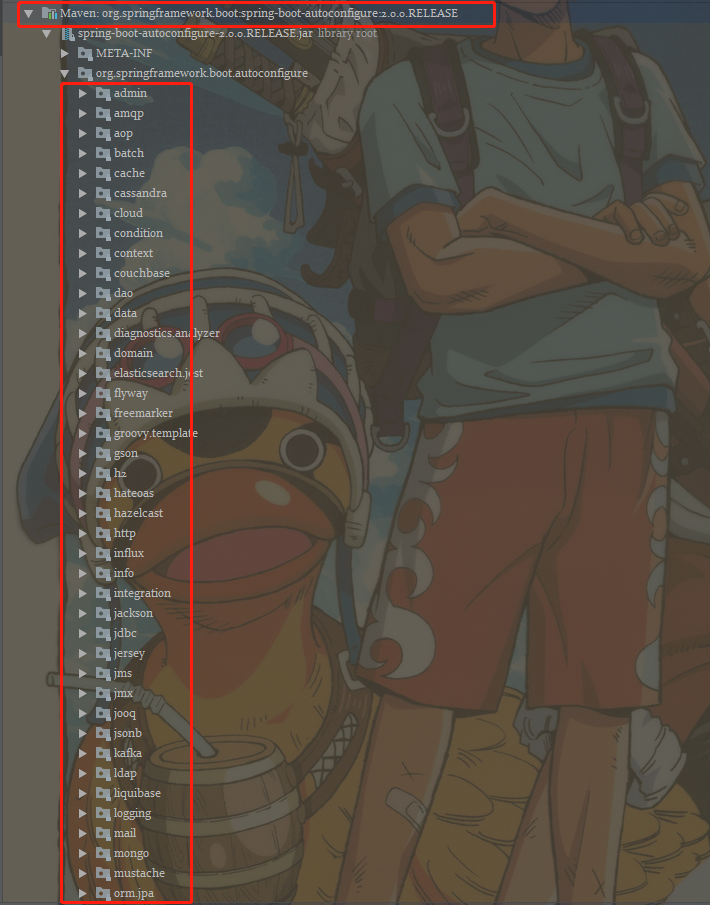 Maven: org.springframework.boot:spring-boot-autoconfigure:2.0.0.RELEASE
spring-boot-autoconfigure-2.0.0.RELEASE.jar library root
META-INF
org.springframework.boot.autoconfigure
admin
amqp
aop
batch
cache
cassandra
cloud
condition
context
couchbase
dao
data
diagnostics.analyzer
domain
elasticsearch.jest
flyway
freemarker
groovy.template
gson
h2
hateoas
hazelcast
http
influx
info
integration
jackson
jdbc
jersey
jms
jmx
jooq
jsonb
kafka
ldap
liquibase
logging
mail
mongo
mustache
orm.jpa